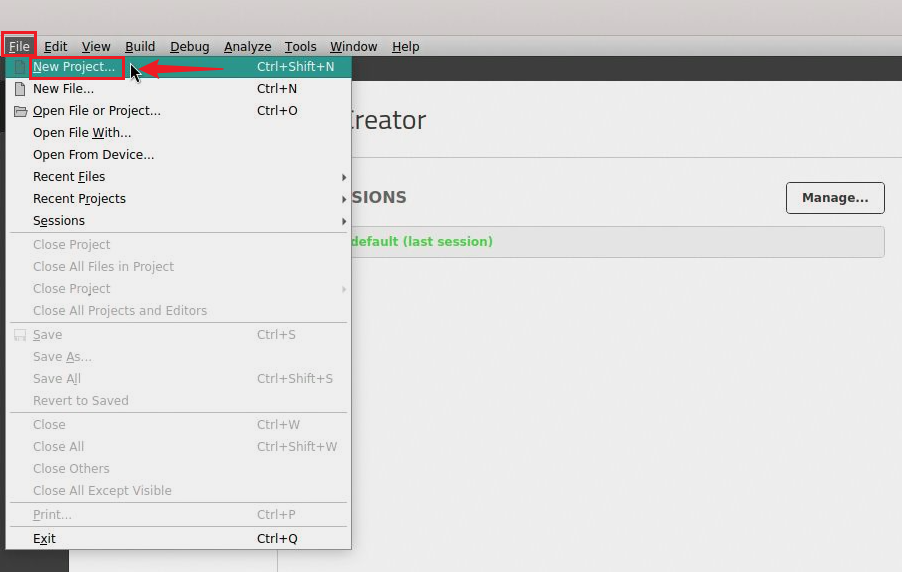 File Edit View Build Debug Analyze Tools Window Help
New Project... Ctrl+Shift+N
New File... Ctrl+N
Open File or Project... Ctrl+O
Open File With...
Open From Device...
Recent Files
Recent Projects
Sessions
Close Project
Close All Files in Project
Close Project
Close All Projects and Editors
Save Ctrl+S
Save As...
Save All Ctrl+Shift+S
Revert to Saved
Close Ctrl+W
Close All Ctrl+Shift+W
Close Others
Close All Except Visible
Print... Ctrl+P
Exit Ctrl+Q
Creator
SIONS
Manage...
default (last session)